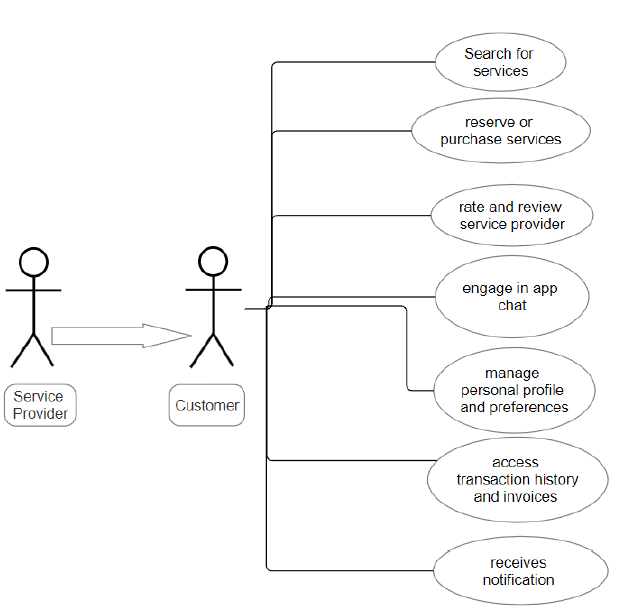 Search for
services
reserve or
purchase services
rate and review
service provider
engage in app
chat
manage
personal profile
and preferences
access
transaction history
and invoices
receives
notification
Service
Provider
Customer